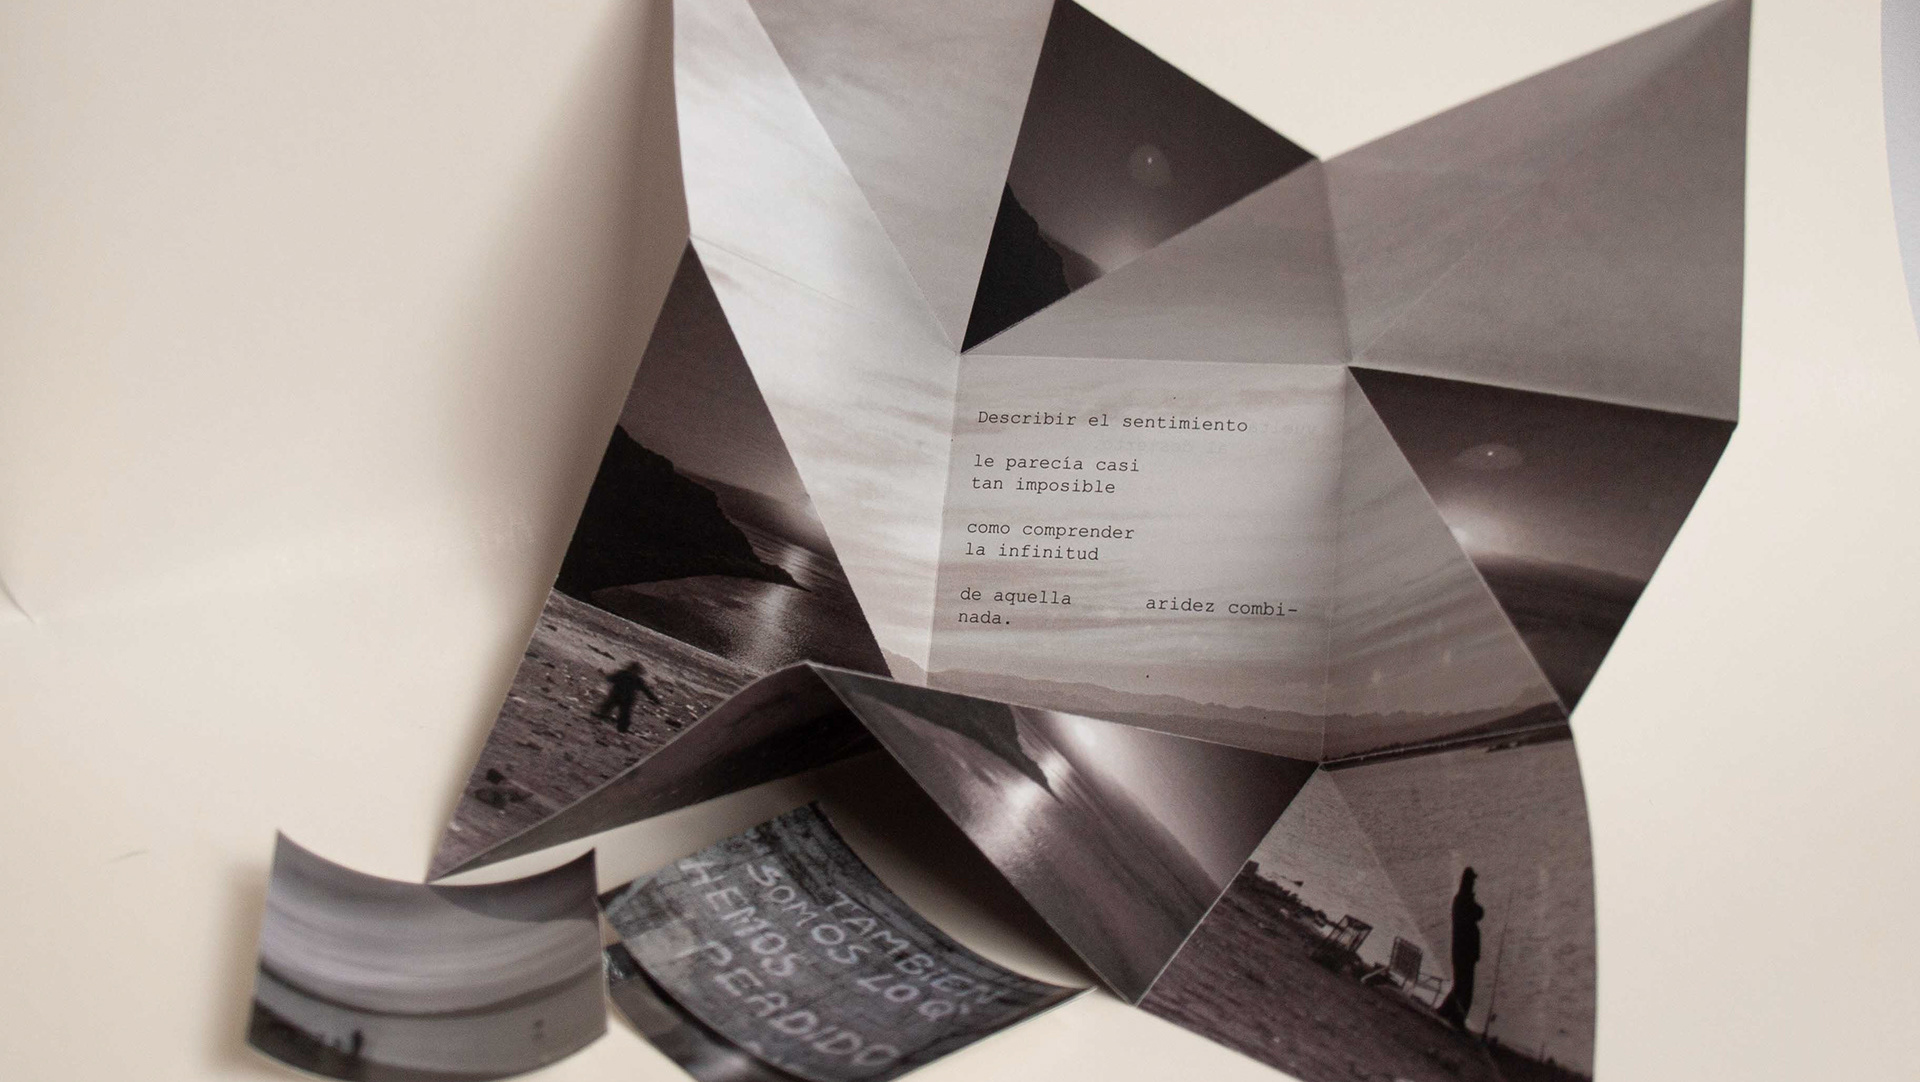 Describir el sentimiento
le parecía casi
tan imposible
como comprender
la infinitud
de aquella aridez combi-
nada.
TAMBIEN
SOMOS LO Q'
HEMOS
PERDIDO